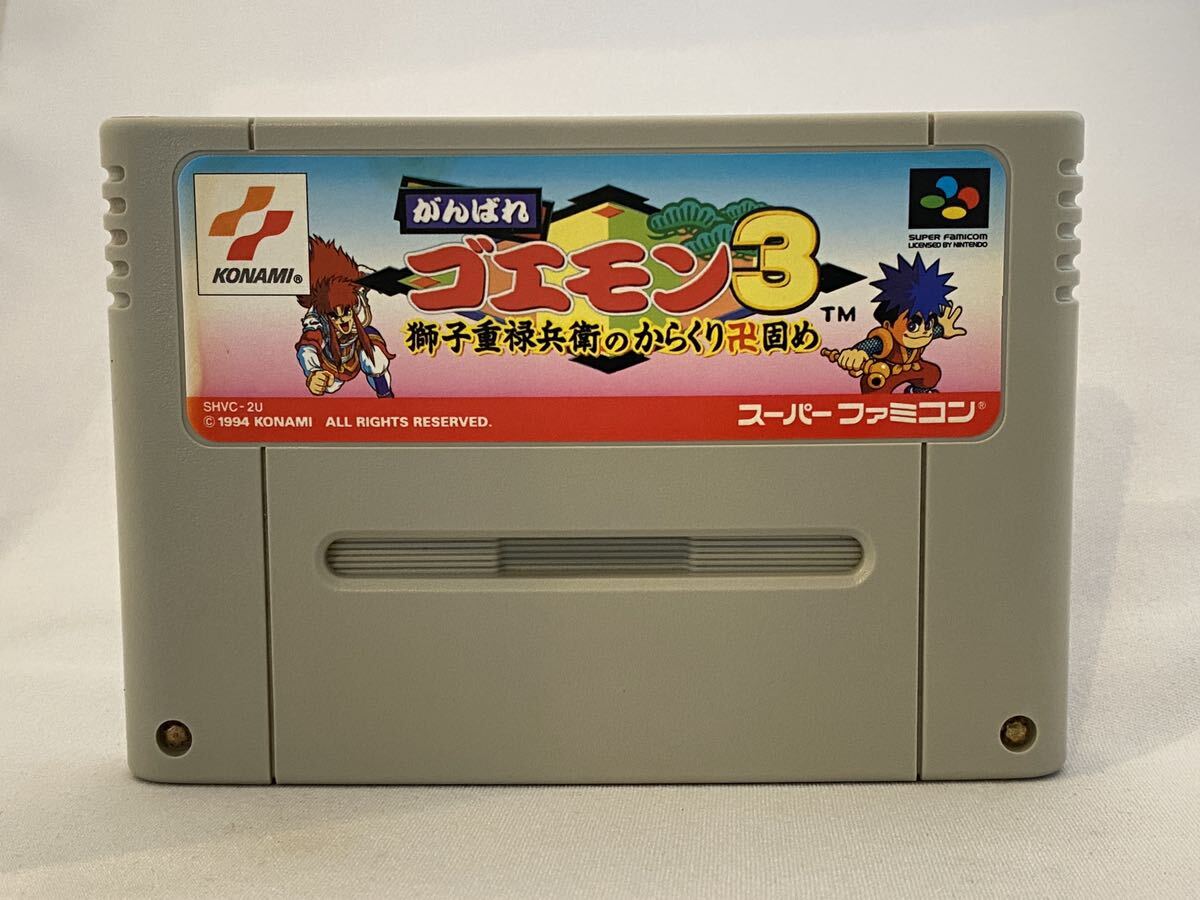 KONAMI®
がんばれ
ゴエモン3
TM
獅子重禄兵衛のからくり卍固め
SUPER FAMICOM
LICENSED BY NINTENDO
SHVC-2U
© 1994 KONAMI ALL RIGHTS RESERVED.
スーパーファミコン®